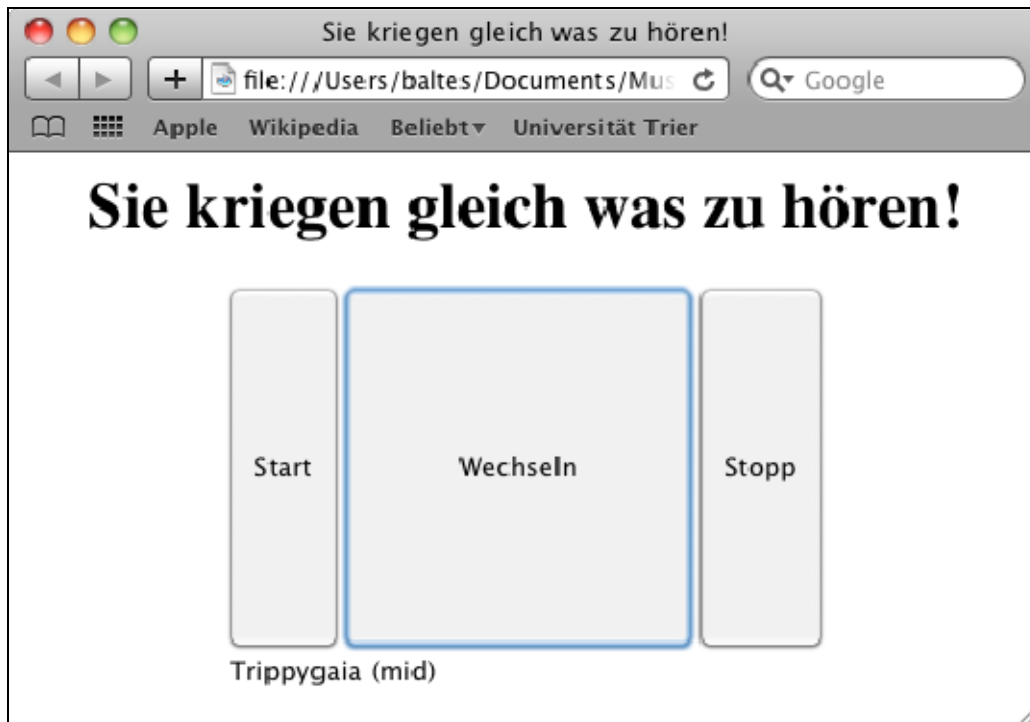 Sie kriegen gleich was zu hören!
file:///Users/baltes/Documents/Mus
Google
Apple Wikipedia Beliebt Universität Trier
Sie kriegen gleich was zu hören!
Start Wechseln Stopp
Trippygaia (mid)